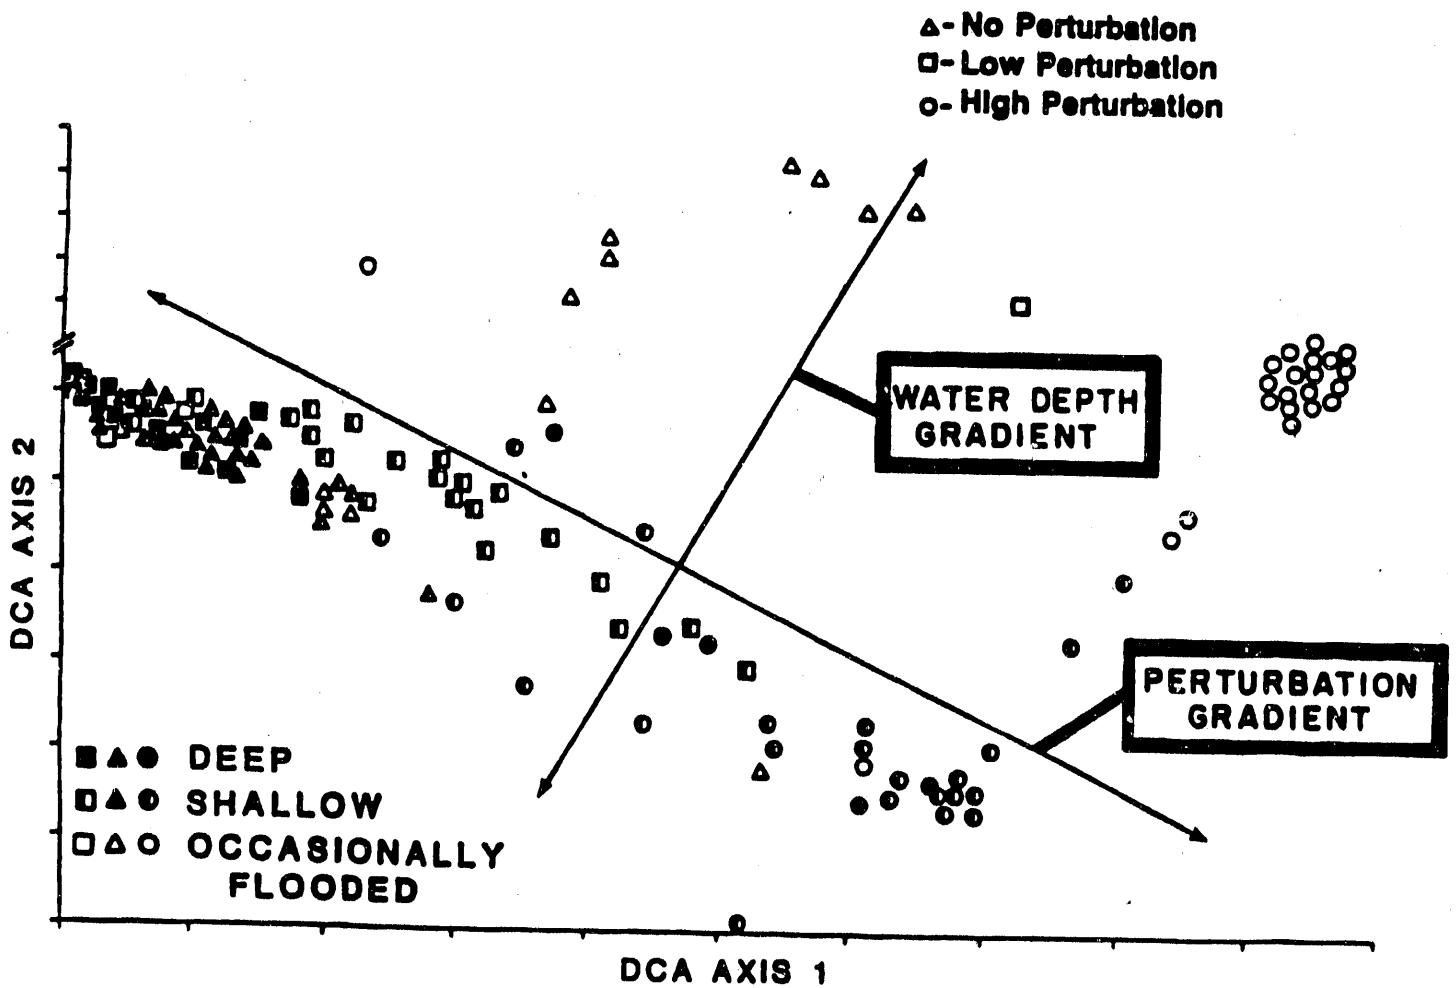 △- No Perturbation
□- Low Perturbation
○- High Perturbation
WATER DEPTH
GRADIENT
PERTURBATION
GRADIENT
DCA AXIS 2
■ ▲ ● DEEP
◧ ▲ ◐ SHALLOW
□ △ ○ OCCASIONALLY
FLOODED
DCA AXIS 1